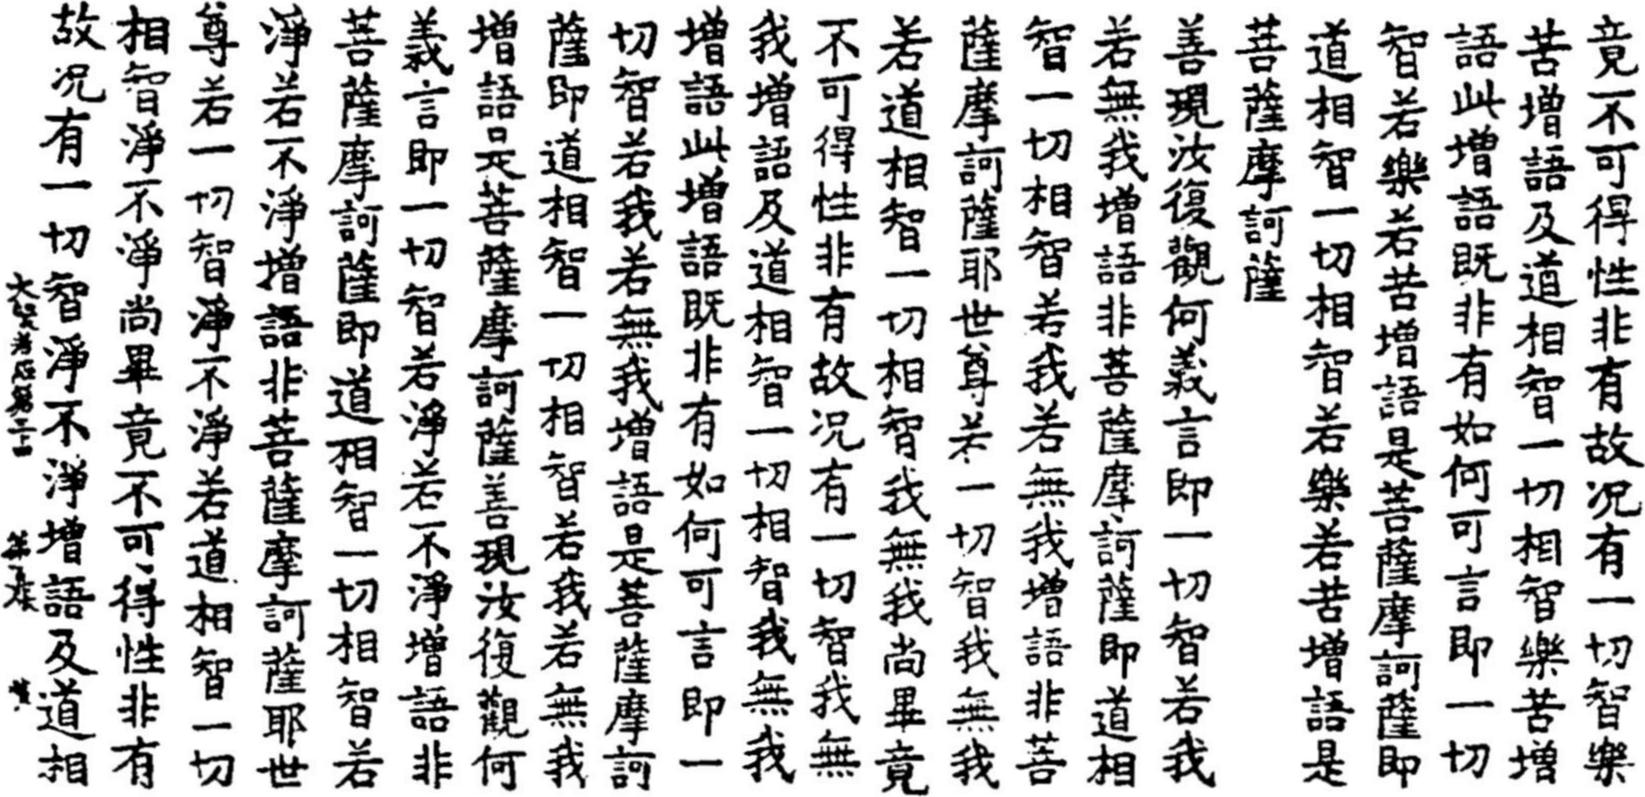 竟不可得性非有故况有一切智樂
苦增語及道相智一切相智樂苦增
語此增語既非有如何可言即一切
智若樂若苦增語是菩薩摩訶薩即
道相智一切相智若樂若苦增語是
菩薩摩訶薩
善現汝復觀何義言即一切智若我
若無我增語非菩薩摩訶薩即道相
智一切相智若我若無我增語非菩
薩摩訶薩耶世尊若一切智我無我
若道相智一切相智我無我尚畢竟
不可得性非有故况有一切智我無
我增語及道相智一切相智我無我
增語此增語既非有如何可言即一
切智若我若無我增語是菩薩摩訶
薩即道相智一切相智若我若無我
增語是菩薩摩訶薩善現汝復觀何
義言即一切智若淨若不淨增語非
菩薩摩訶薩即道相智一切相智若
淨若不淨增語非菩薩摩訶薩耶世
尊若一切智淨不淨若道相智一切
相智淨不淨尚畢竟不可得性非有
故况有一切智淨不淨增語及道相